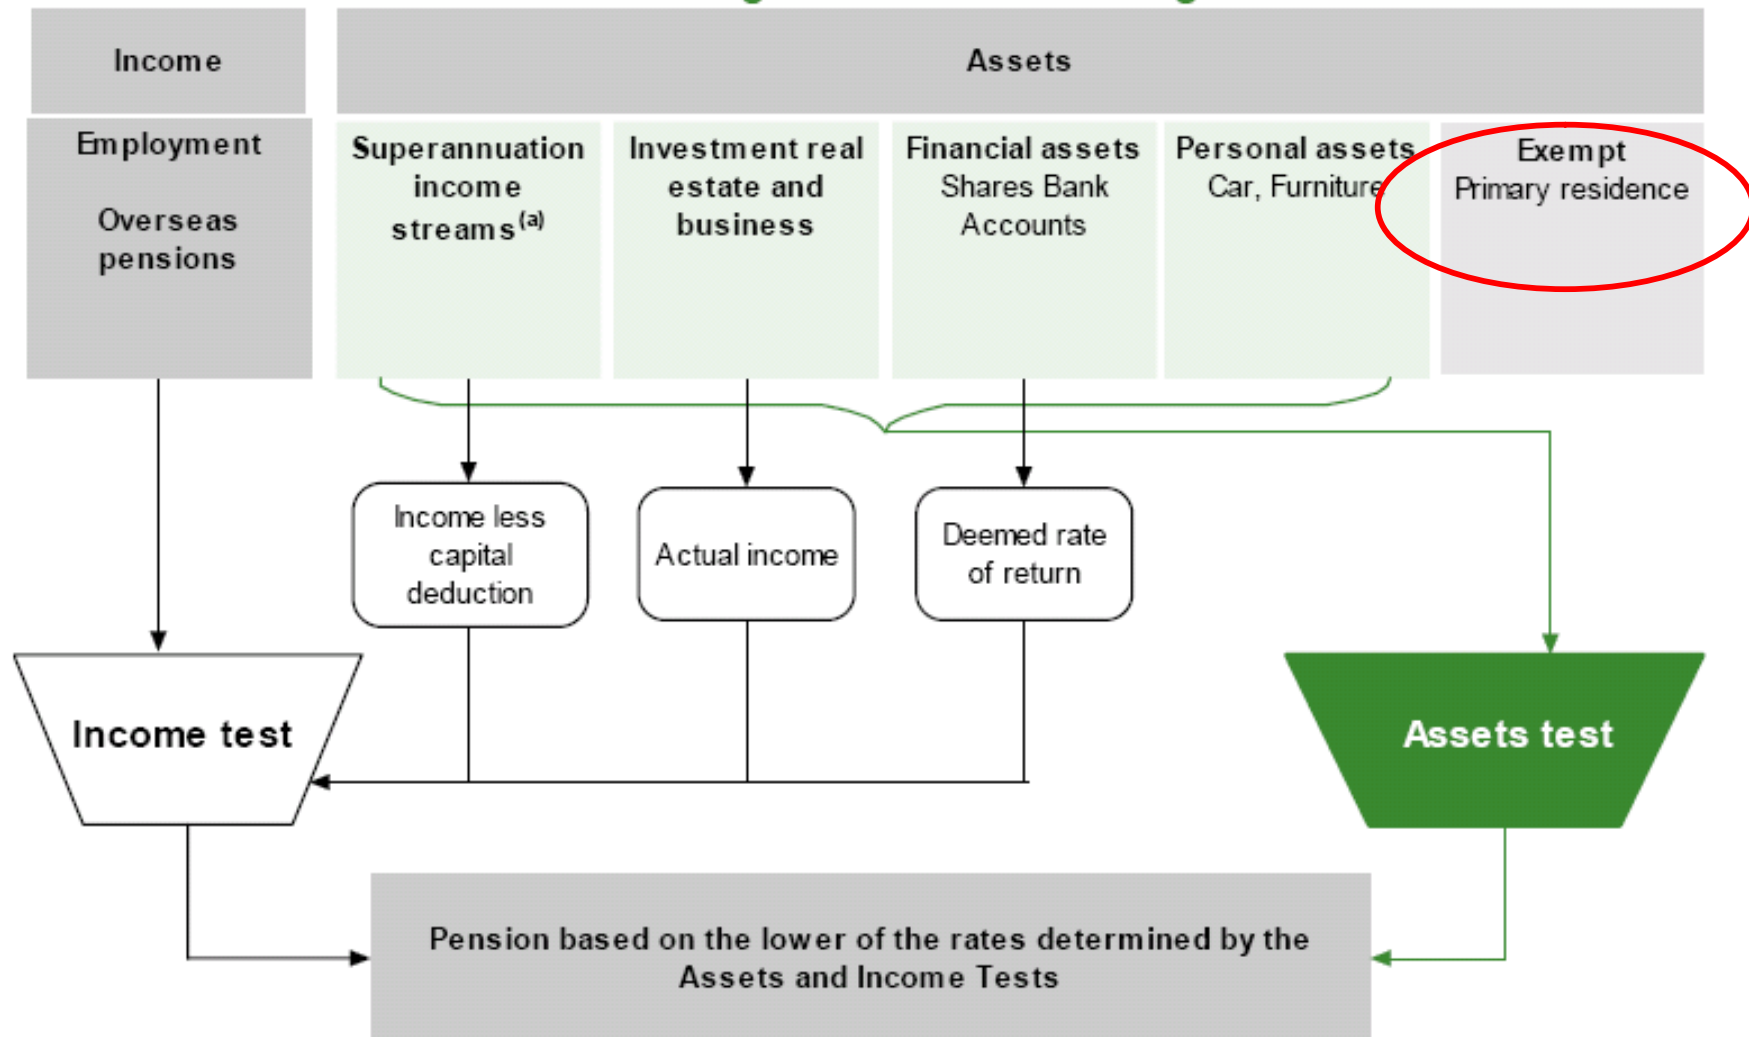 Income
Assets
Employment
Overseas
pensions
Superannuation
income
streams(a)
Investment real
estate and
business
Financial assets
Shares Bank
Accounts
Personal assets
Car, Furniture
Exempt
Primary residence
Income less
capital
deduction
Actual income
Deemed rate
of return
Income test
Assets test
Pension based on the lower of the rates determined by the
Assets and Income Tests